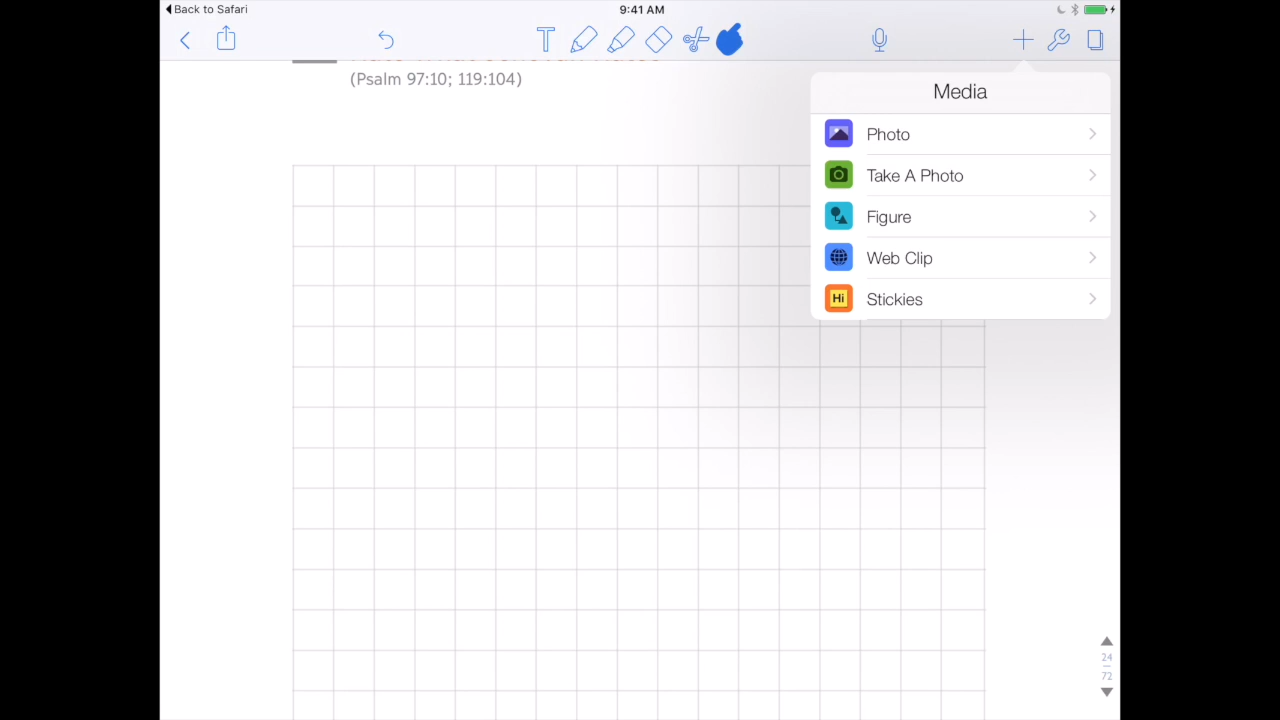 Back to Safari
9:41 AM
T
(Psalm 97:10; 119:104)
Media
Photo
Take A Photo
Figure
Web Clip
Hi
Stickies
24
72